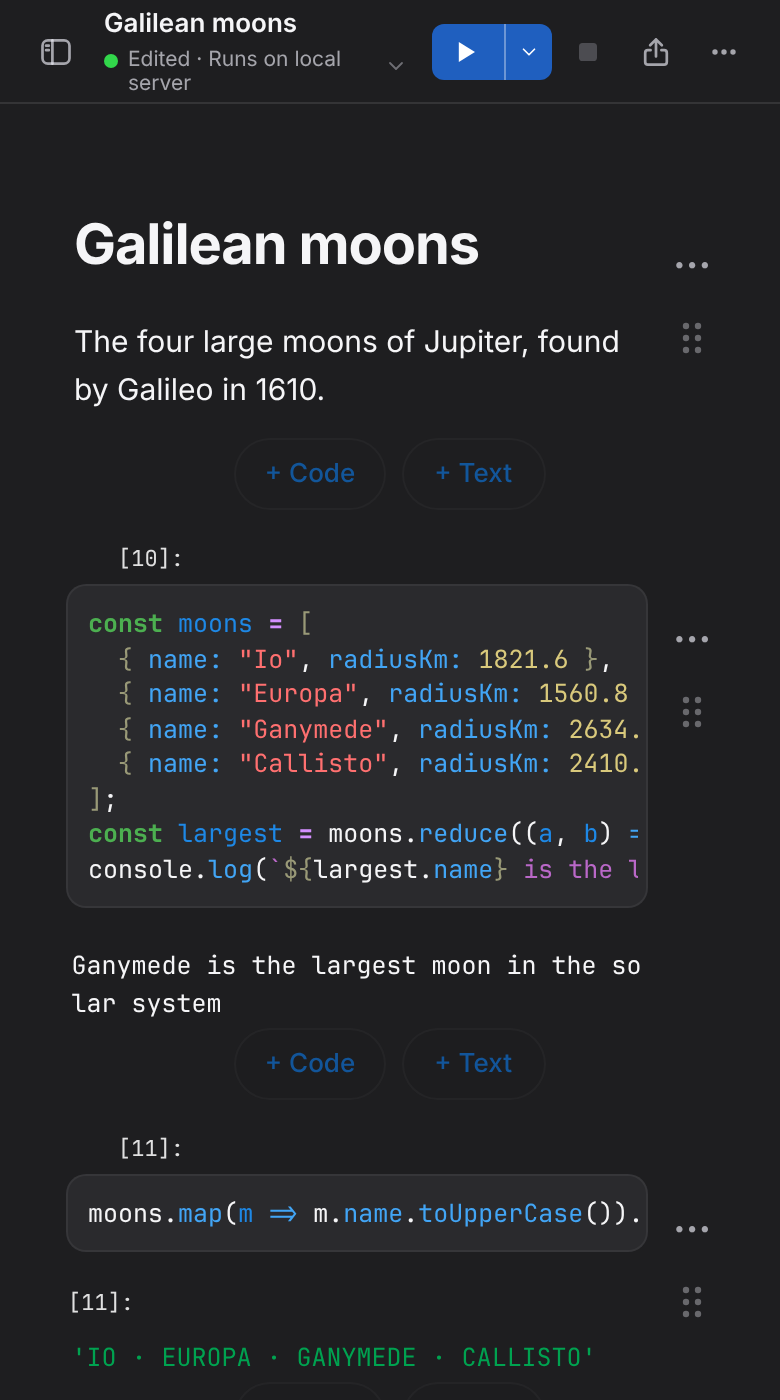 Galilean moons
Edited · Runs on local
server
Galilean moons
The four large moons of Jupiter, found
by Galileo in 1610.
+ Code
+ Text
[10]:
const moons = [
  { name: "Io", radiusKm: 1821.6 },
  { name: "Europa", radiusKm: 1560.8
  { name: "Ganymede", radiusKm: 2634.
  { name: "Callisto", radiusKm: 2410.
];
const largest = moons.reduce((a, b) =
console.log(`${largest.name} is the l
Ganymede is the largest moon in the so
lar system
+ Code
+ Text
[11]:
moons.map(m => m.name.toUpperCase()).
[11]:
'IO · EUROPA · GANYMEDE · CALLISTO'